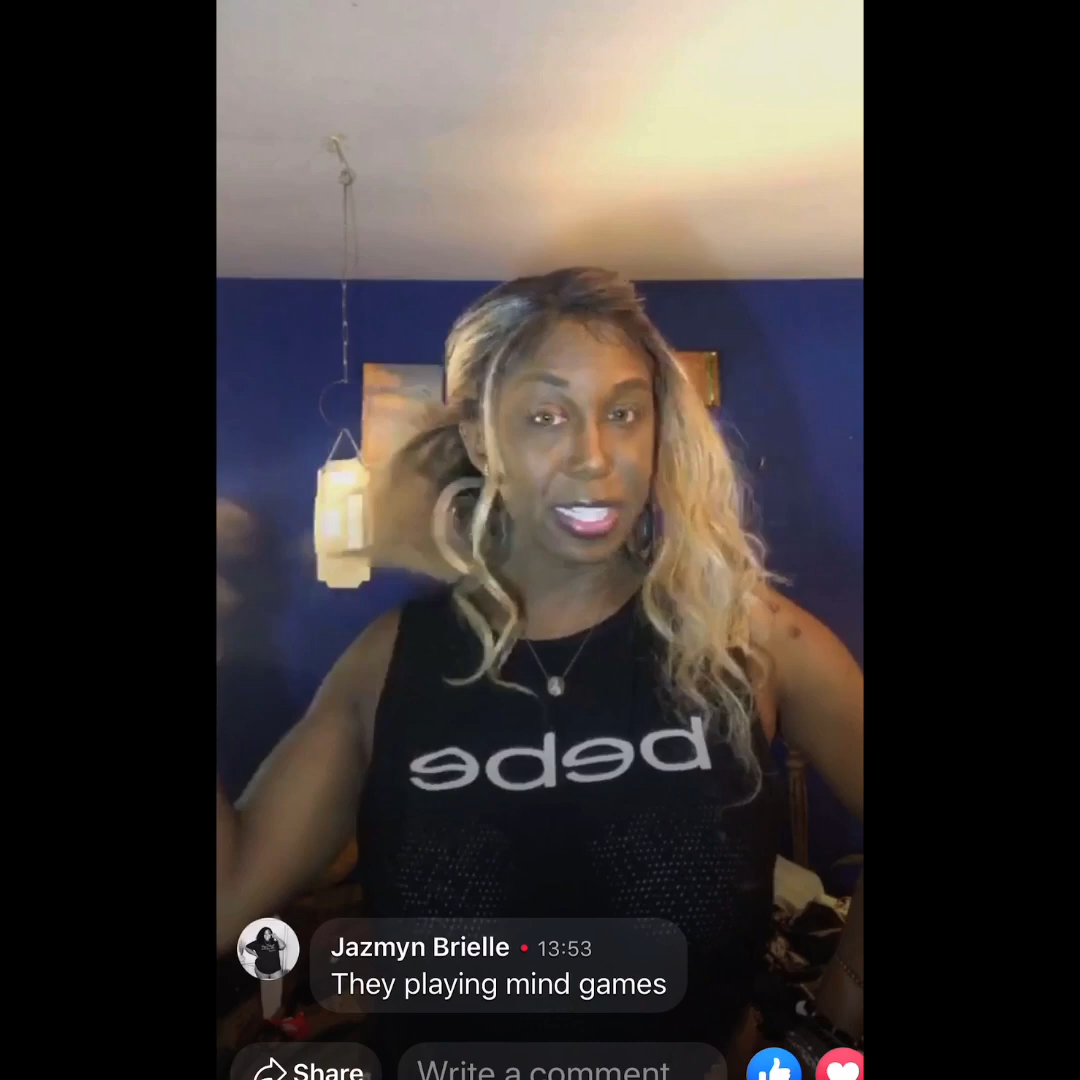 bebe
Jazmyn Brielle • 13:53
They playing mind games
Share
Write a comment